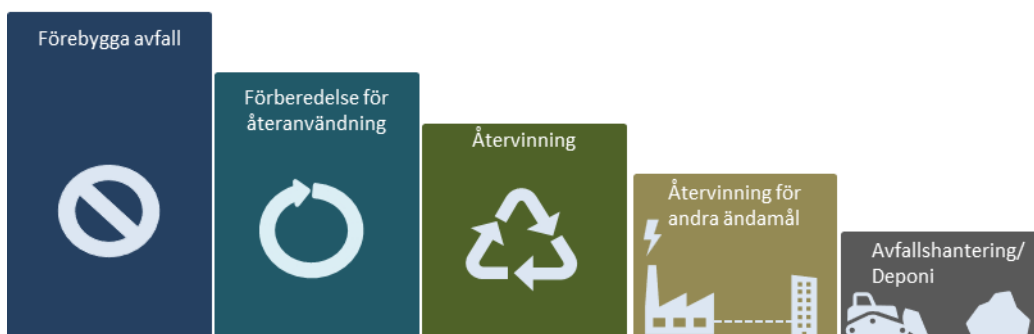 Förebygga avfall
Förberedelse för
återanvändning
Återvinning
Återvinning för
andra ändamål
Avfallshantering/
Deponi